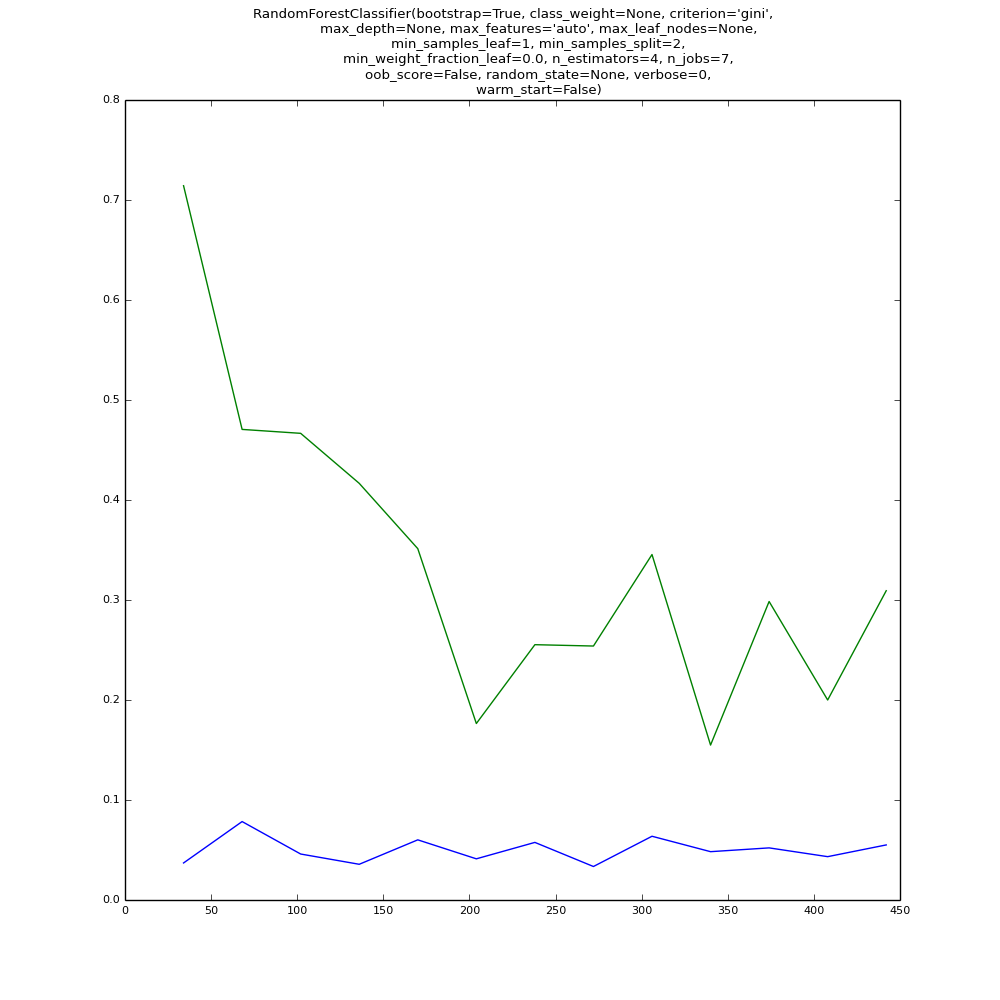 RandomForestClassifier(bootstrap=True, class_weight=None, criterion='gini',
max_depth=None, max_features='auto', max_leaf_nodes=None,
min_samples_leaf=1, min_samples_split=2,
min_weight_fraction_leaf=0.0, n_estimators=4, n_jobs=7,
oob_score=False, random_state=None, verbose=0,
warm_start=False)
0.8
0.7
0.6
0.5
0.4
0.3
0.2
0.1
0.0
0 50 100 150 200 250 300 350 400 450